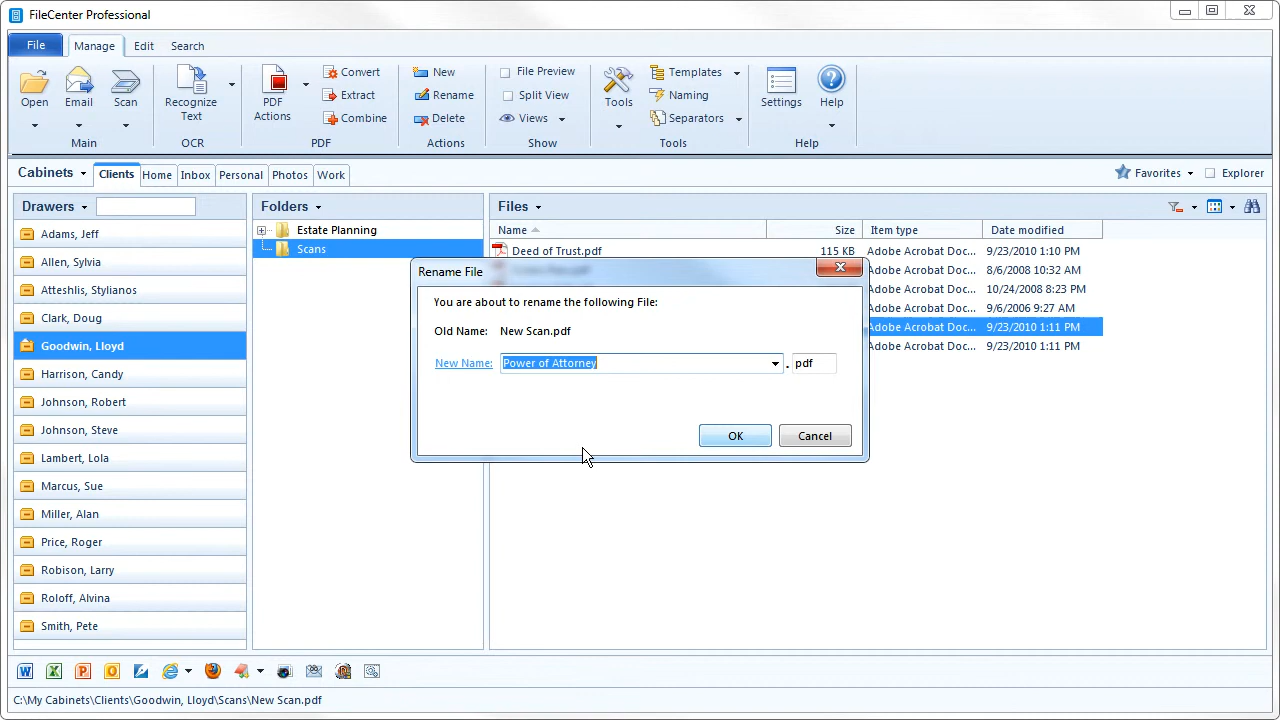 FileCenter Professional
File Manage Edit Search
Open Email Scan
Main
Recognize
Text
OCR
PDF
Actions
Convert
Extract
Combine
PDF
New
Rename
Delete
Actions
File Preview
Split View
Views
Show
Tools
Templates
Naming
Separators
Tools
Settings Help
Help
Cabinets Clients Home Inbox Personal Photos Work
Favorites Explorer
Drawers
Adams, Jeff
Allen, Sylvia
Atteshlis, Stylianos
Clark, Doug
Goodwin, Lloyd
Harrison, Candy
Johnson, Robert
Johnson, Steve
Lambert, Lola
Marcus, Sue
Miller, Alan
Price, Roger
Robison, Larry
Roloff, Alvina
Smith, Pete
Folders
Estate Planning
Scans
Files
Name Size Item type Date modified
Deed of Trust.pdf 115 KB Adobe Acrobat Doc... 9/23/2010 1:10 PM
Adobe Acrobat Doc... 8/6/2008 10:32 AM
Adobe Acrobat Doc... 10/24/2008 8:23 PM
Adobe Acrobat Doc... 9/6/2006 9:27 AM
Adobe Acrobat Doc... 9/23/2010 1:11 PM
Adobe Acrobat Doc... 9/23/2010 1:11 PM
Rename File
You are about to rename the following File:
Old Name: New Scan.pdf
New Name: Power of Attorney . pdf
OK Cancel
C:\My Cabinets\Clients\Goodwin, Lloyd\Scans\New Scan.pdf